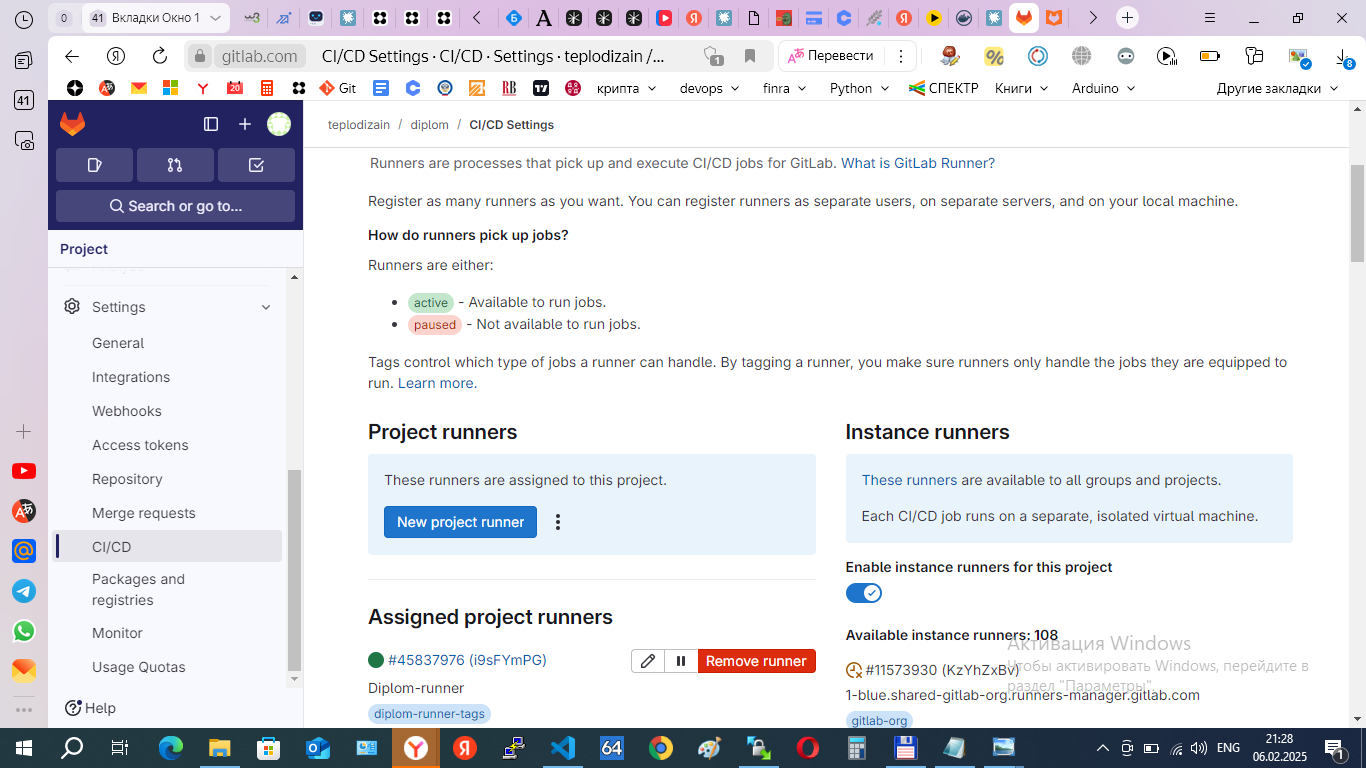 41 Вкладки Окно 1
gitlab.com
CI/CD Settings · CI/CD · Settings · teplodizain /...
1
Перевести
8
41
20
Git
RB
17
крипта
devops
finra
Python
СПЕКТР
Книги
Arduino
Другие закладки
teplodizain / diplom / CI/CD Settings
Search or go to...
Project
Settings
General
Integrations
Webhooks
Access tokens
Repository
Merge requests
CI/CD
Packages and
registries
Monitor
Usage Quotas
Help
Runners are processes that pick up and execute CI/CD jobs for GitLab. What is GitLab Runner?
Register as many runners as you want. You can register runners as separate users, on separate servers, and on your local machine.
How do runners pick up jobs?
Runners are either:
active - Available to run jobs.
paused - Not available to run jobs.
Tags control which type of jobs a runner can handle. By tagging a runner, you make sure runners only handle the jobs they are equipped to
run. Learn more.
Project runners
These runners are assigned to this project.
New project runner
Assigned project runners
#45837976 (i9sFYmPG)
Remove runner
Diplom-runner
diplom-runner-tags
Instance runners
These runners are available to all groups and projects.
Each CI/CD job runs on a separate, isolated virtual machine.
Enable instance runners for this project
Available instance runners: 108
#11573930 (KzYhZxBv)
1-blue.shared-gitlab-org.runners-manager.gitlab.com
gitlab-org
Активация Windows
Чтобы активировать Windows, перейдите в
раздел "Параметры".
64
ENG
21:28
06.02.2025
1